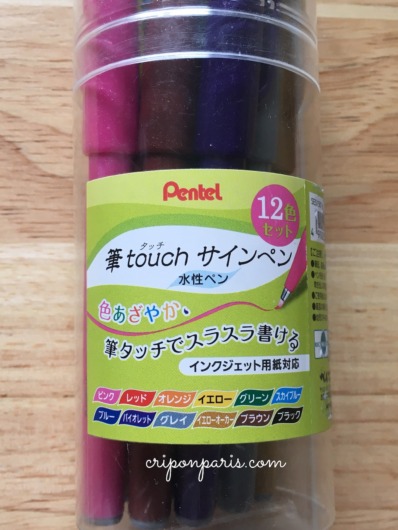 Pentel
12色
セット
タッチ
筆touch サインペン
水性ペン
色あざやか、
筆タッチでスラスラ書ける
インクジェット用紙対応
ピンク レッド オレンジ イエロー グリーン スカイブルー
ブルー バイオレット グレイ イエローオーカー ブラウン ブラック
criponparis.com